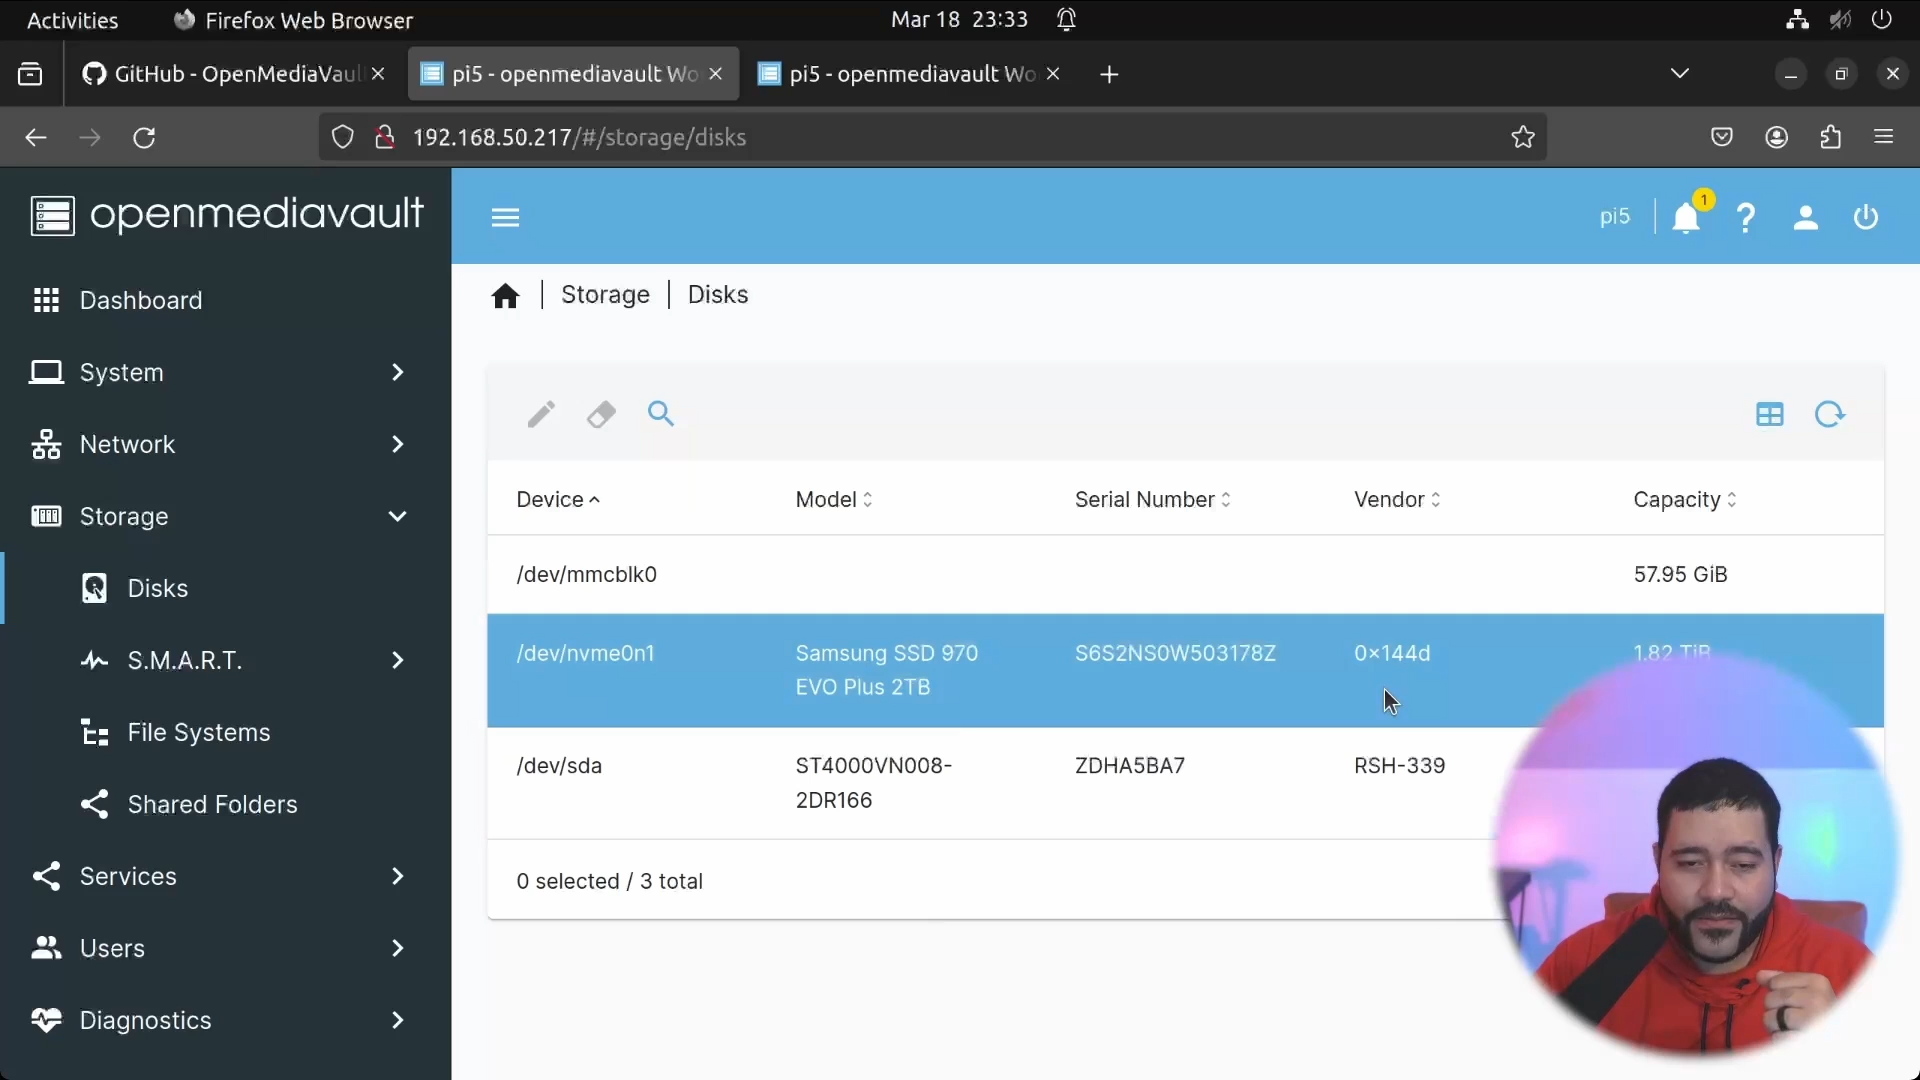 Activities
Firefox Web Browser
Mar 18 23:33
GitHub - OpenMediaVaul
pi5 - openmediavault Wo
pi5 - openmediavault Wo
192.168.50.217/#/storage/disks
openmediavault
pi5
1
Dashboard
System
Network
Storage
Disks
S.M.A.R.T.
File Systems
Shared Folders
Services
Users
Diagnostics
Storage | Disks
Device
Model
Serial Number
Vendor
Capacity
/dev/mmcblk0
57.95 GiB
/dev/nvme0n1
Samsung SSD 970
EVO Plus 2TB
S6S2NS0W503178Z
0x144d
1.82 TiB
/dev/sda
ST4000VN008-
2DR166
ZDHA5BA7
RSH-339
0 selected / 3 total